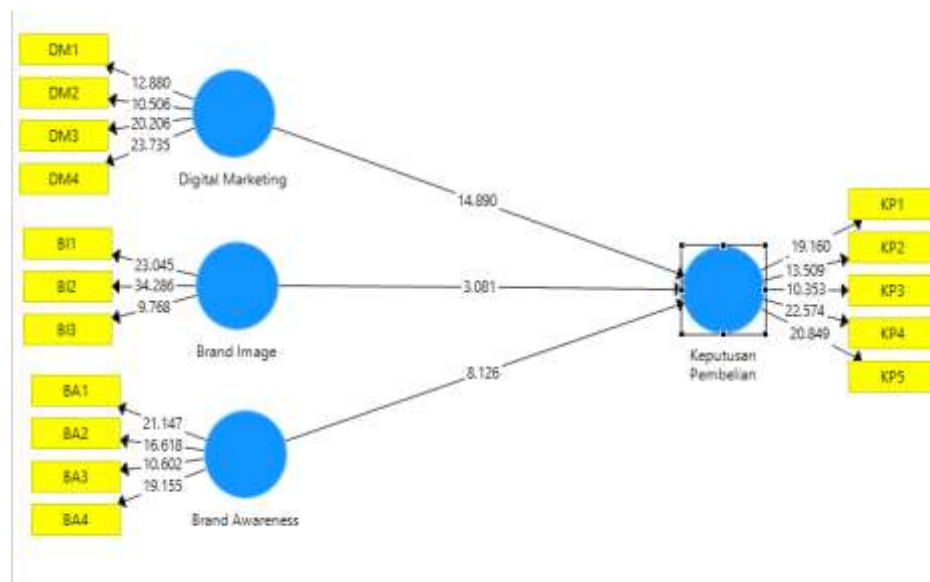 DM1
12.880
DM2
10.506
DM3
20.206
23.735
DM4
Digital Marketing
14.890
BI1
23.045
BI2
34.286
9.768
BI3
Brand Image
3.081
BA1
21.147
BA2
16.618
BA3
10.602
19.155
BA4
Brand Awareness
8.126
Keputusan
Pembelian
KP1
19.160
KP2
13.509
KP3
10.353
22.574
KP4
20.849
KP5